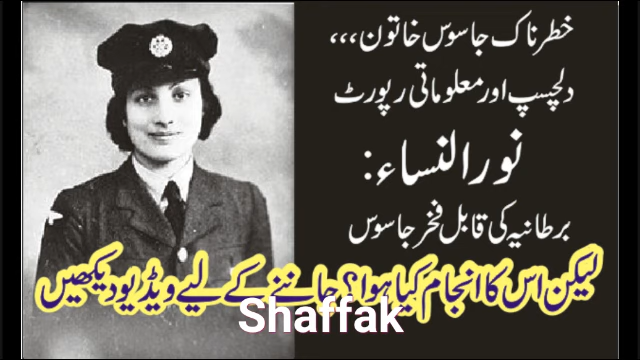 خطرناک جاسوس خاتون،،،
دلچسپ اور معلوماتی رپورٹ
نورالنساء:
برطانیہ کی قابل فخر جاسوس
لیکن اس کا انجام کیا ہوا؟ جاننے کے لیے ویڈیو دیکھیں
Shaffak